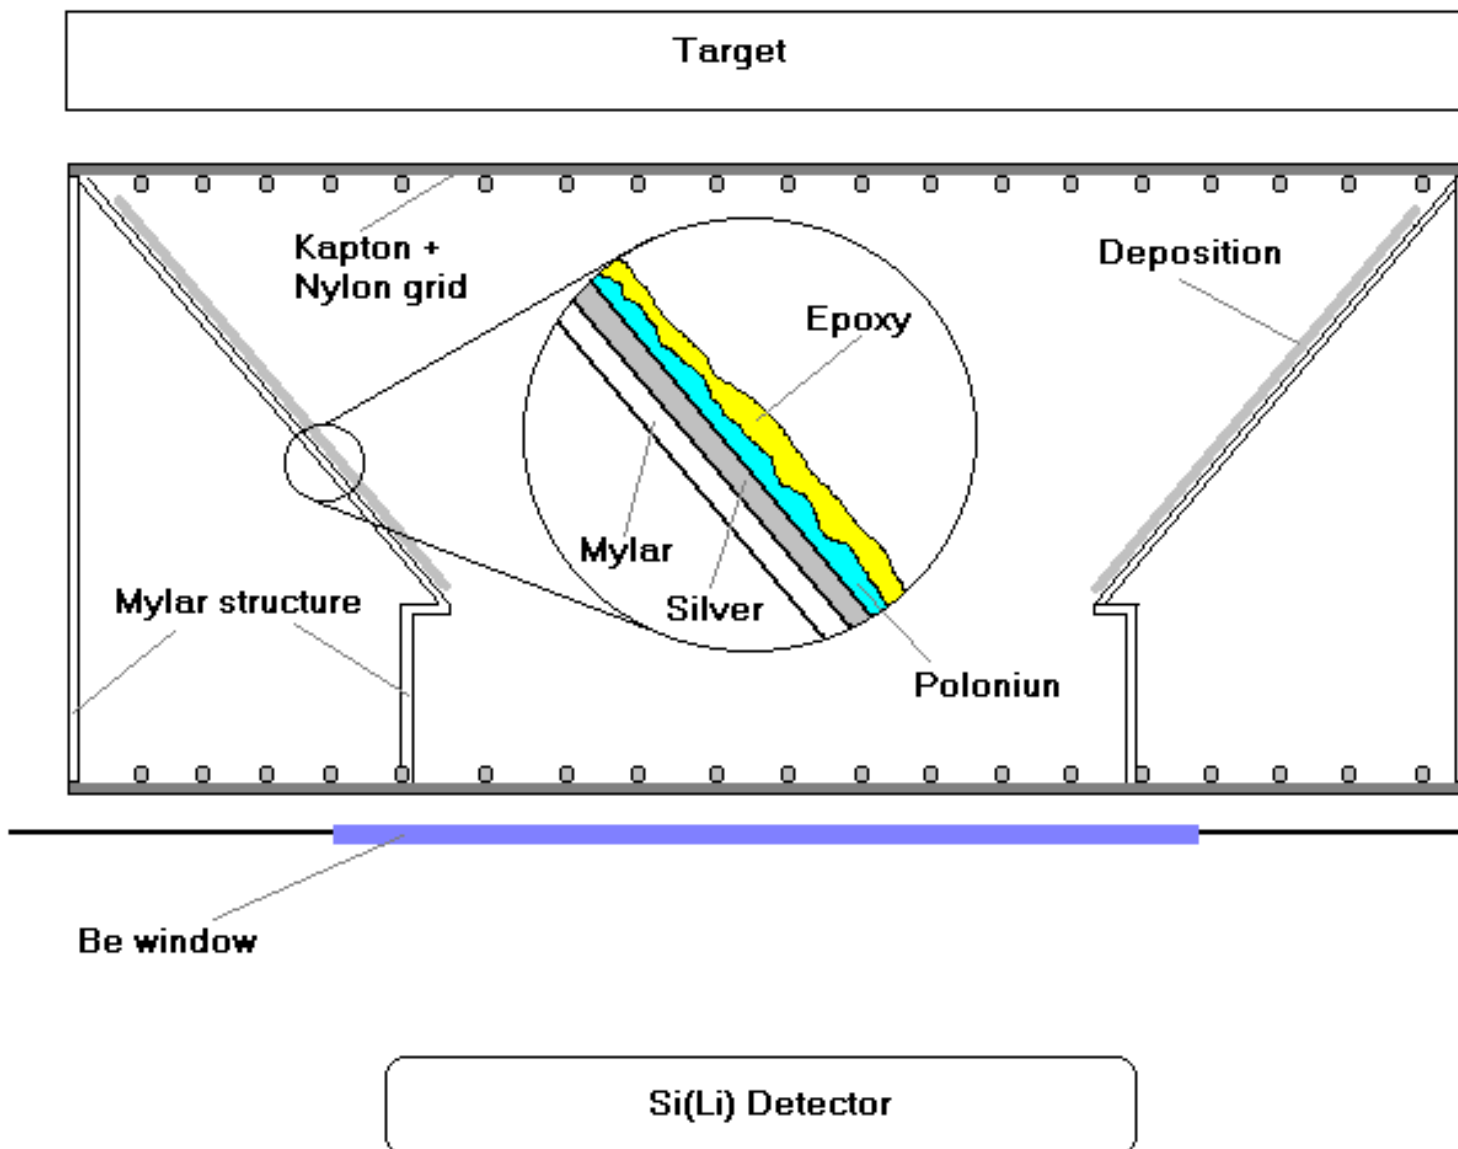 Target
Kapton +
Nylon grid
Deposition
Epoxy
Mylar
Silver
Mylar structure
Poloniun
Be window
Si(Li) Detector